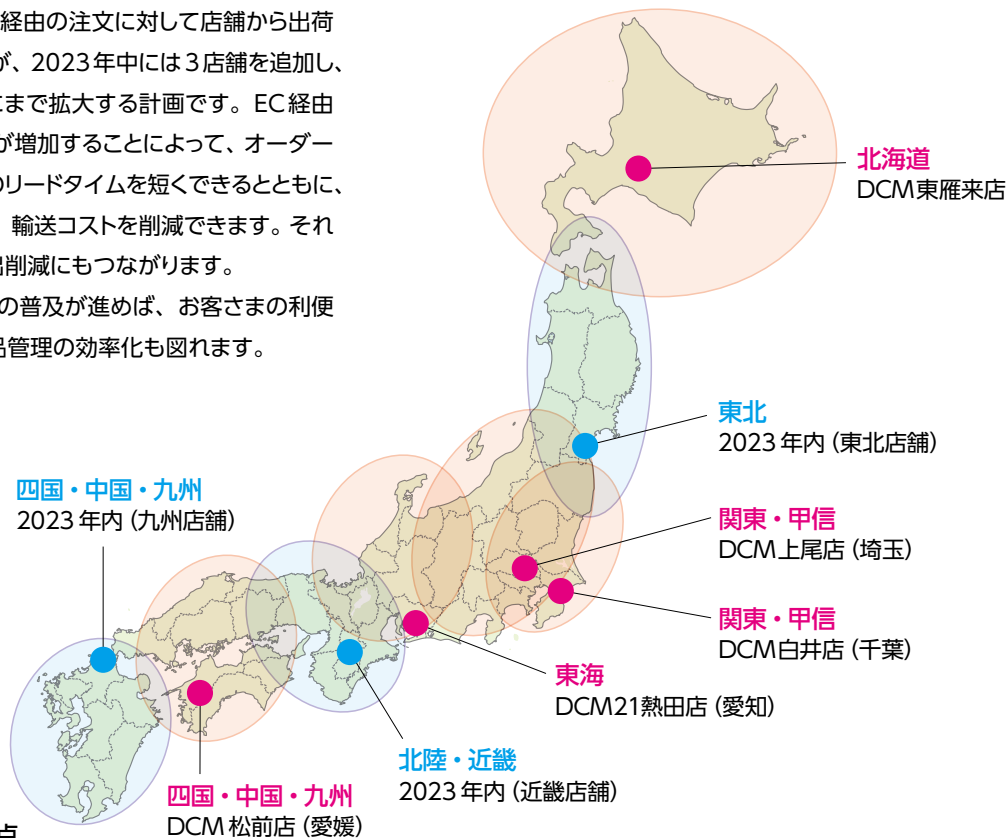 経由の注文に対して店舗から出荷
が、2023年中には3店舗を追加し、
にまで拡大する計画です。EC経由
が増加することによって、オーダー
のリードタイムを短くできるとともに、
輸送コストを削減できます。それ
出削減にもつながります。
の普及が進めば、お客さまの利便
品管理の効率化も図れます。
北海道
DCM東雁来店
東北
2023年内(東北店舗)
四国・中国・九州
2023年内(九州店舗)
関東・甲信
DCM上尾店(埼玉)
関東・甲信
DCM白井店(千葉)
東海
DCM21熱田店(愛知)
北陸・近畿
2023年内(近畿店舗)
四国・中国・九州
DCM松前店(愛媛)
点